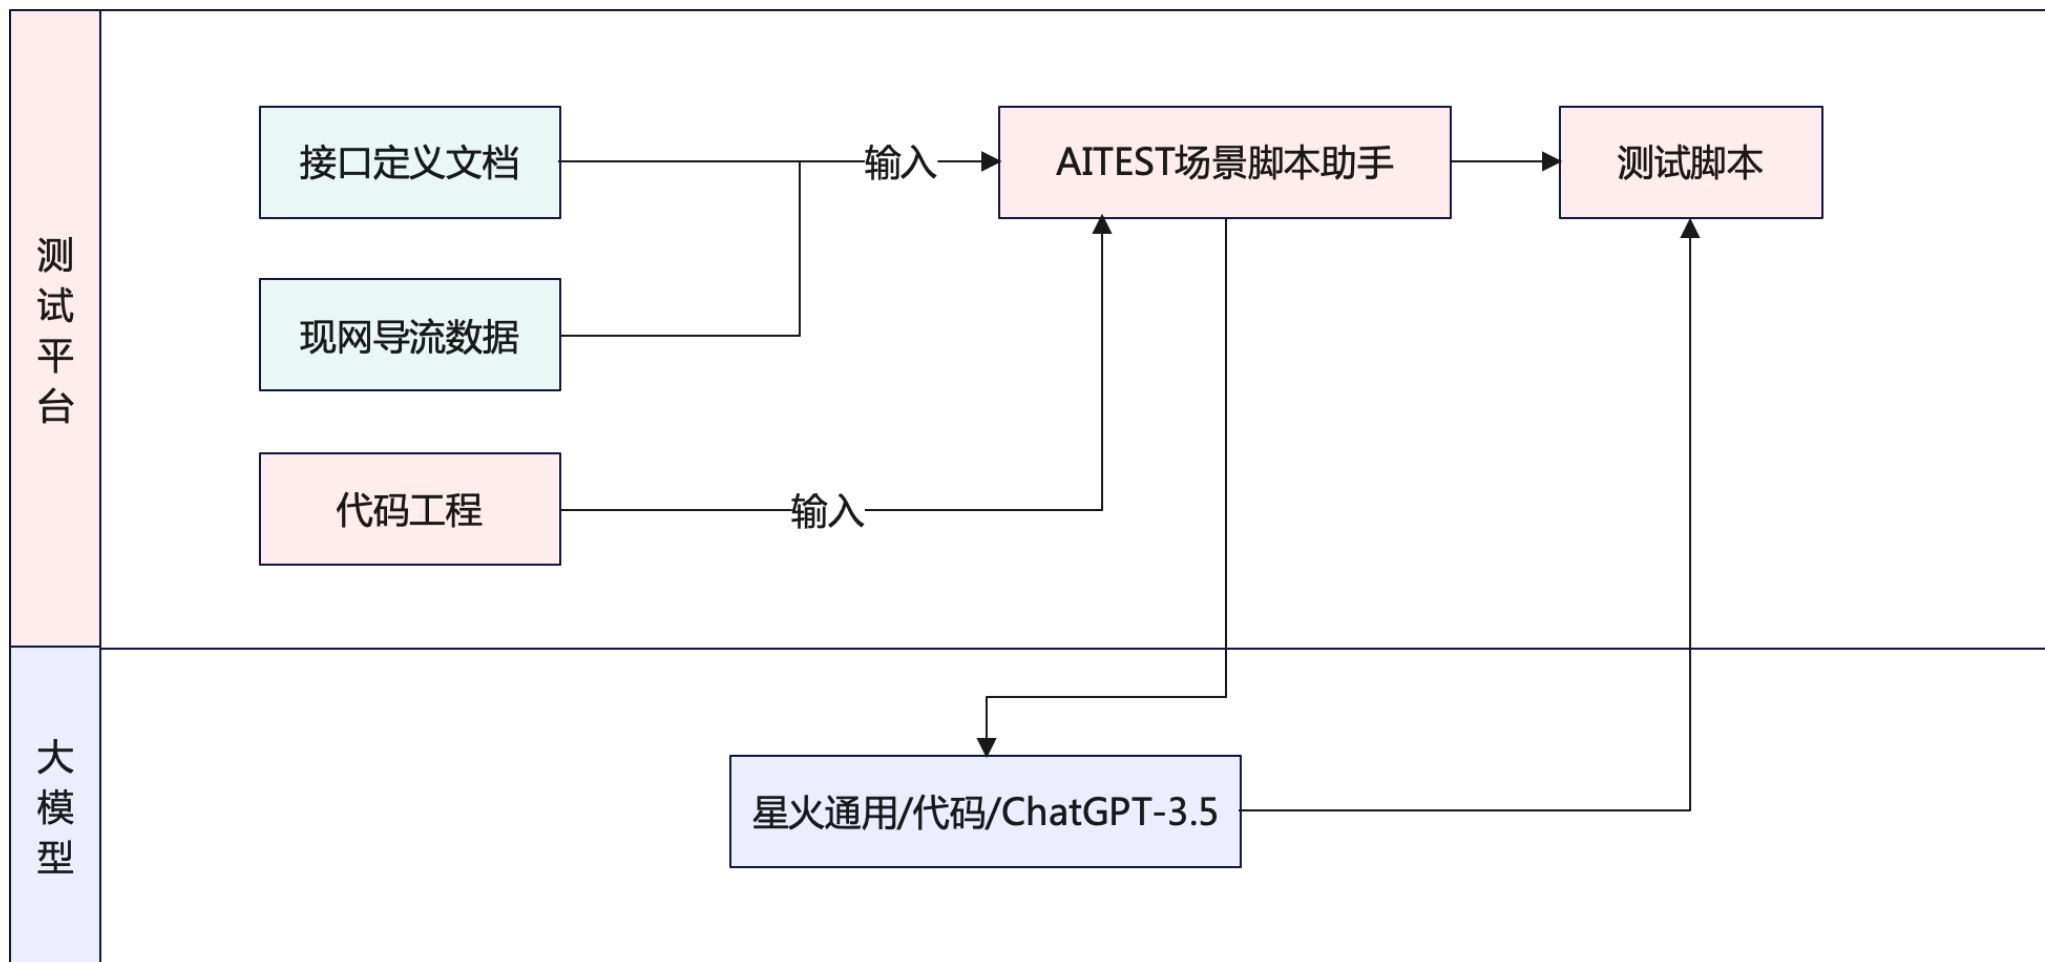 测试平台
接口定义文档
输入
AITEST场景脚本助手
测试脚本
现网导流数据
代码工程
输入
大模型
星火通用/代码/ChatGPT-3.5